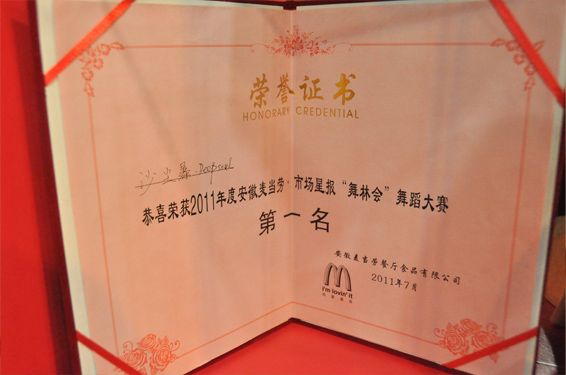 荣誉证书
HONORARY CREDENTIAL
沙尘暴
恭喜荣获2011年度安徽麦当劳·市场星报“舞林会”舞蹈大赛
第一名
安徽麦当劳餐厅食品有限公司
2011年7月
i'm lovin' it